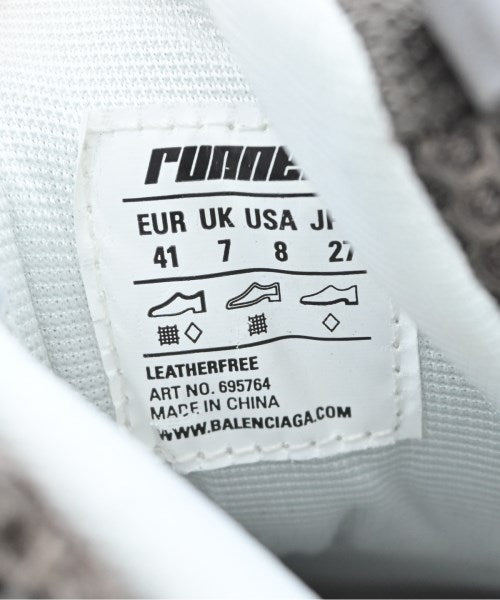 EUR UK USA
41 7 8 27
LEATHERFREE
ART NO. 695764
MADE IN CHINA
WWW.BALENCIAGA.COM